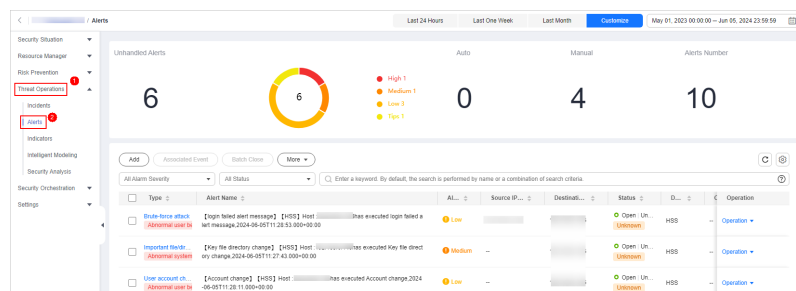 / Alerts
Last 24 Hours
Last One Week
Last Month
Customize
May 01, 2023 00:00:00 – Jun 05, 2024 23:59:59
Security Situation
Resource Manager
Risk Prevention
Threat Operations
1
Incidents
Alerts
2
Indicators
Intelligent Modeling
Security Analysis
Security Orchestration
Settings
Unhandled Alerts
Auto
Manual
Alerts Number
6
6
High 1
Medium 1
Low 3
Tips 1
0
4
10
Add
Associated Event
Batch Close
More
All Alarm Severity
All Status
Enter a keyword. By default, the search is performed by name or a combination of search criteria.
Type
Alert Name
Al...
Source IP...
Destinati...
Status
D...
Operation
Brute-force attack
Abnormal user be
【login failed alert message】【HSS】Host :
has executed login failed a
lert message,2024-06-05T11:28:53.000+00:00
Low
Open
Un...
Unknown
HSS
--
Operation
Important file/dir...
Abnormal system
【Key file directory change】【HSS】Host :
has executed Key file direct
ory change,2024-06-05T11:27:43.000+00:00
Medium
--
Open
Un...
Unknown
HSS
--
Operation
User account ch...
Abnormal user be
【Account change】【HSS】Host :
has executed Account change,2024
-06-05T11:28:11.000+00:00
Low
--
Open
Un...
Unknown
HSS
--
Operation